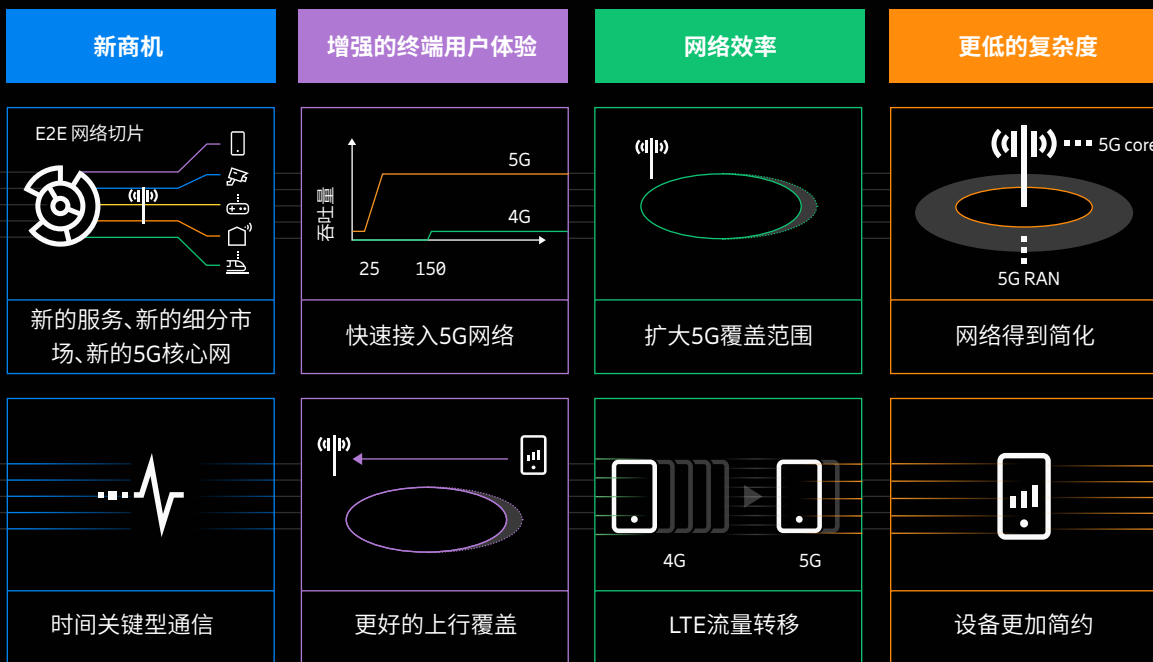 新商机
增强的终端用户体验
网络效率
更低的复杂度
E2E 网络切片
新的服务、新的细分市
场、新的5G核心网
吞吐量
5G
4G
25 150
快速接入5G网络
扩大5G覆盖范围
5G core
5G RAN
网络得到简化
时间关键型通信
更好的上行覆盖
4G 5G
LTE流量转移
设备更加简约